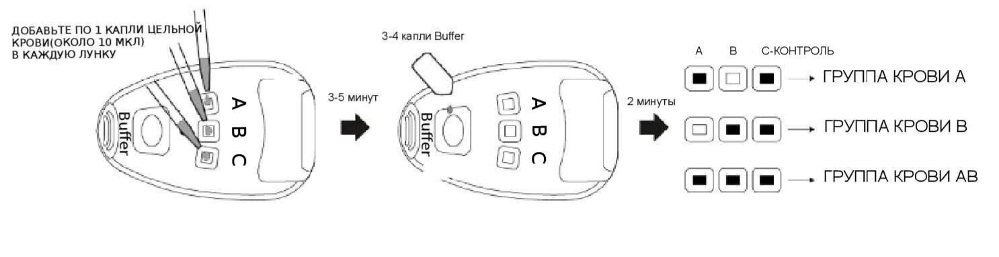 ДОБАВЬТЕ ПО 1 КАПЛИ ЦЕЛЬНОЙ
КРОВИ(ОКОЛО 10 МКЛ)
В КАЖДУЮ ЛУНКУ
Buffer
A
B
C
3-5 минут
3-4 капли Buffer
Buffer
A
B
C
2 минуты
A B С-КОНТРОЛЬ
ГРУППА КРОВИ А
ГРУППА КРОВИ В
ГРУППА КРОВИ АВ